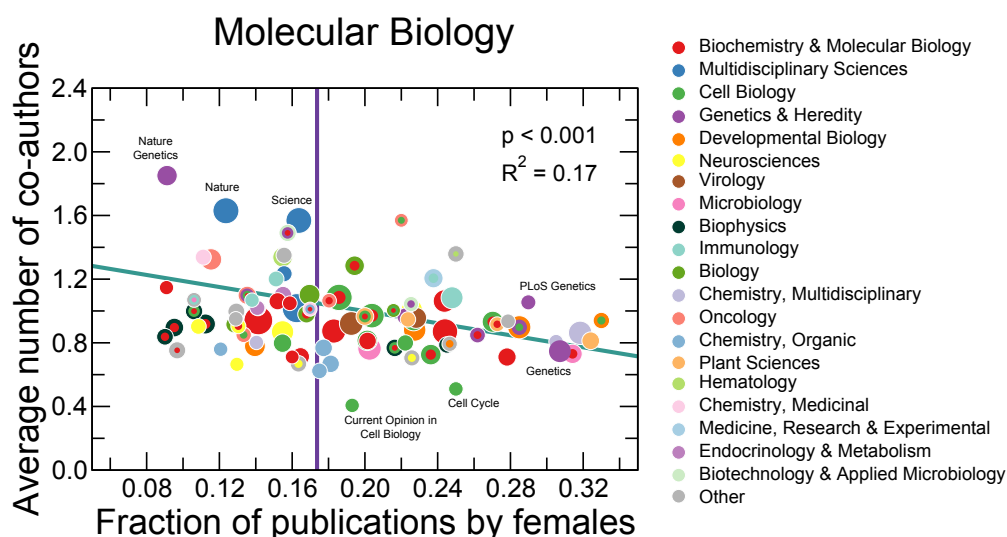 Molecular Biology
Average number of co-authors
2.4
2.0
1.6
1.2
0.8
0.4
0.0
p < 0.001
R² = 0.17
Nature
Genetics
Nature
Science
PLoS Genetics
Genetics
Cell Cycle
Current Opinion in
Cell Biology
0.08 0.12 0.16 0.20 0.24 0.28 0.32
Fraction of publications by females
Biochemistry & Molecular Biology
Multidisciplinary Sciences
Cell Biology
Genetics & Heredity
Developmental Biology
Neurosciences
Virology
Microbiology
Biophysics
Immunology
Biology
Chemistry, Multidisciplinary
Oncology
Chemistry, Organic
Plant Sciences
Hematology
Chemistry, Medicinal
Medicine, Research & Experimental
Endocrinology & Metabolism
Biotechnology & Applied Microbiology
Other